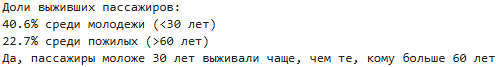 Доли выживших пассажиров:
40.6% среди молодежи (<30 лет)
22.7% среди пожилых (>60 лет)
Да, пассажиры моложе 30 лет выживали чаще, чем те, кому больше 60 лет